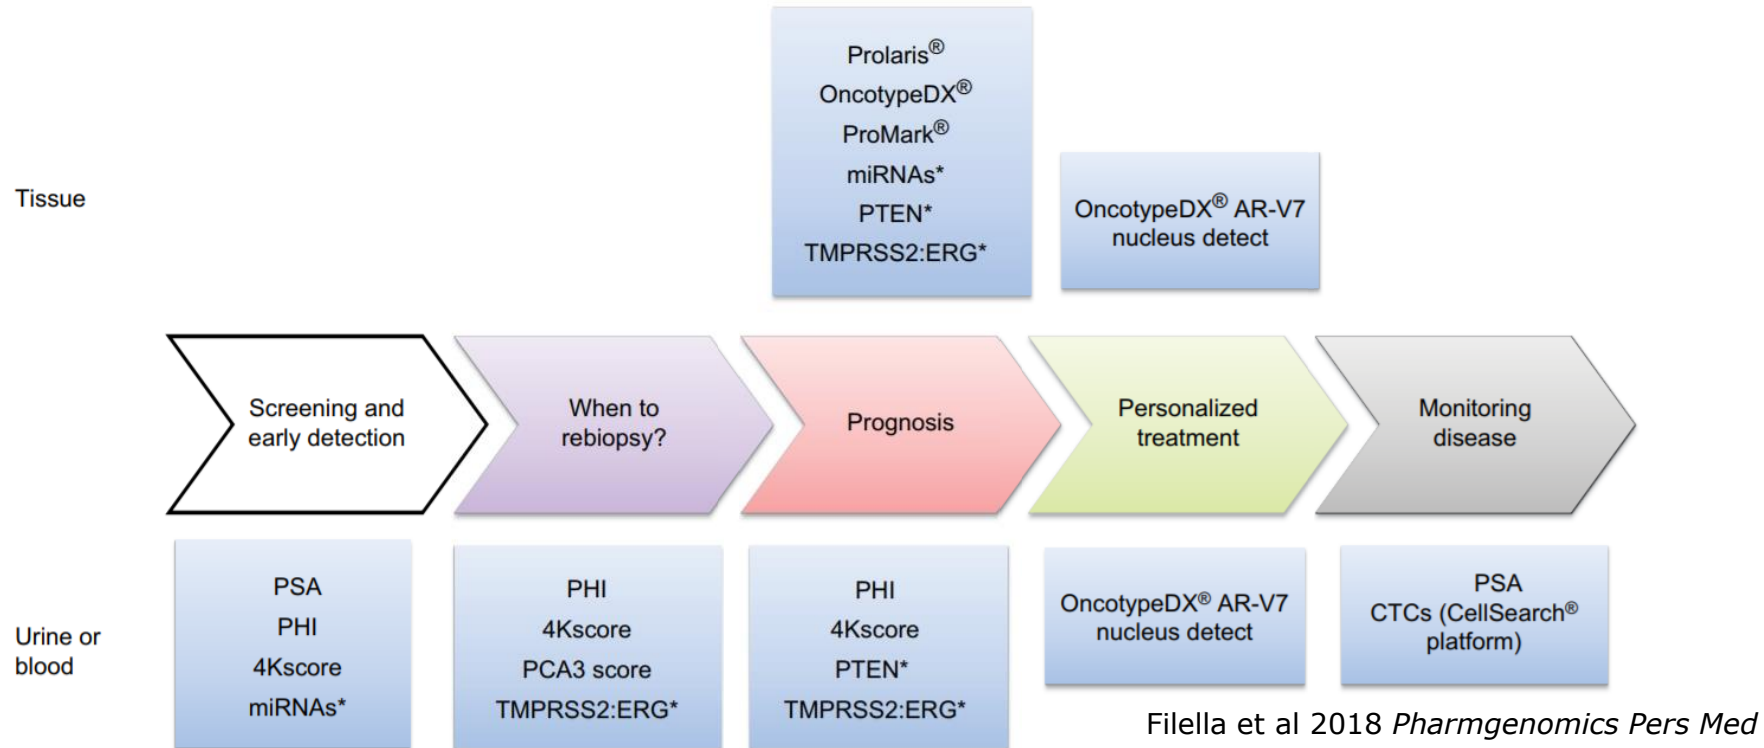 Prolaris®
OncotypeDX®
ProMark®
miRNAs*
PTEN*
TMPRSS2:ERG*
Tissue
OncotypeDX® AR-V7
nucleus detect
Screening and
early detection
When to
rebiopsy?
Prognosis
Personalized
treatment
Monitoring
disease
Urine or
blood
PSA
PHI
4Kscore
miRNAs*
PHI
4Kscore
PCA3 score
TMPRSS2:ERG*
PHI
4Kscore
PTEN*
TMPRSS2:ERG*
OncotypeDX® AR-V7
nucleus detect
PSA
CTCs (CellSearch®
platform)
Filella et al 2018 Pharmgenomics Pers Med